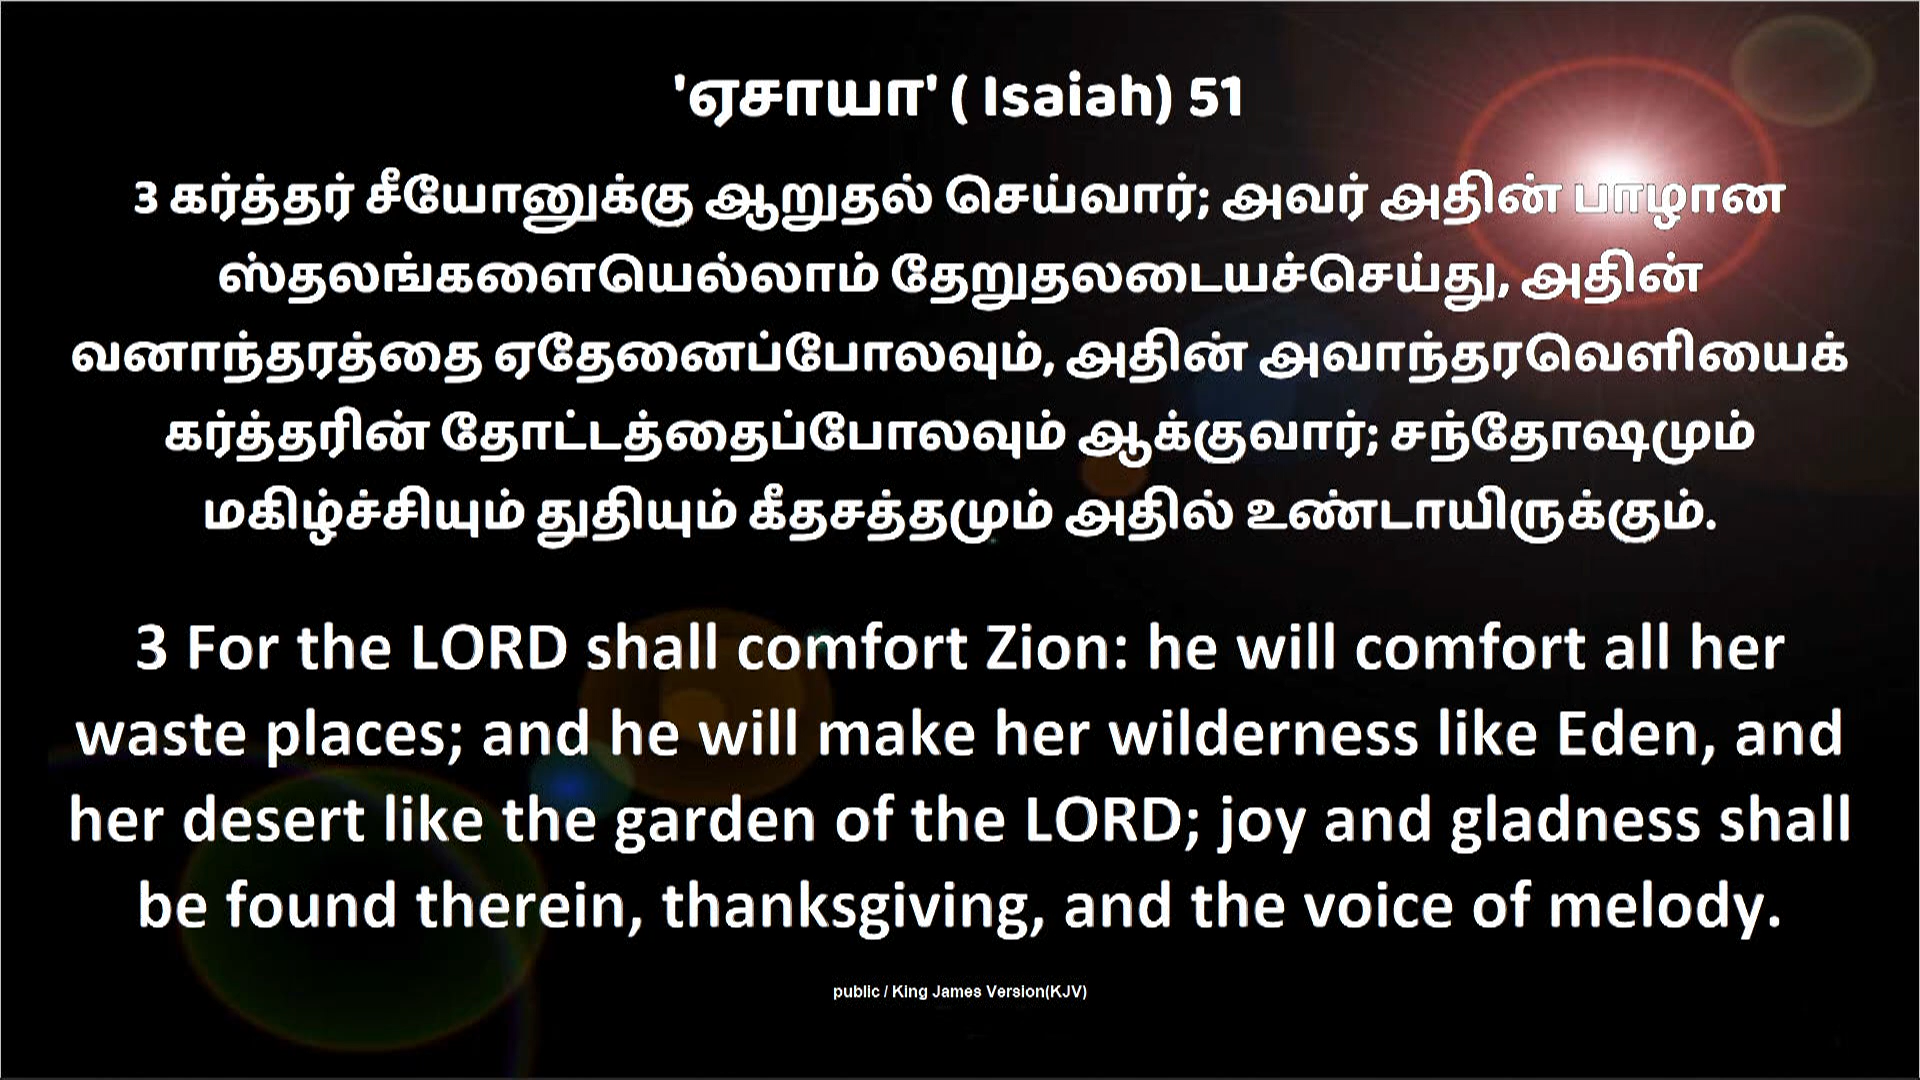 'ஏசாயா' ( Isaiah) 51
3 கர்த்தர் சீயோனுக்கு ஆறுதல் செய்வார்; அவர் அதின் பாழான
ஸ்தலங்களையெல்லாம் தேறுதலடையச்செய்து, அதின்
வனாந்தரத்தை ஏதேனைப்போலவும், அதின் அவாந்தரவெளியைக்
கர்த்தரின் தோட்டத்தைப்போலவும் ஆக்குவார்; சந்தோஷமும்
மகிழ்ச்சியும் துதியும் கீதசத்தமும் அதில் உண்டாயிருக்கும்.
3 For the LORD shall comfort Zion: he will comfort all her
waste places; and he will make her wilderness like Eden, and
her desert like the garden of the LORD; joy and gladness shall
be found therein, thanksgiving, and the voice of melody.
public / King James Version(KJV)